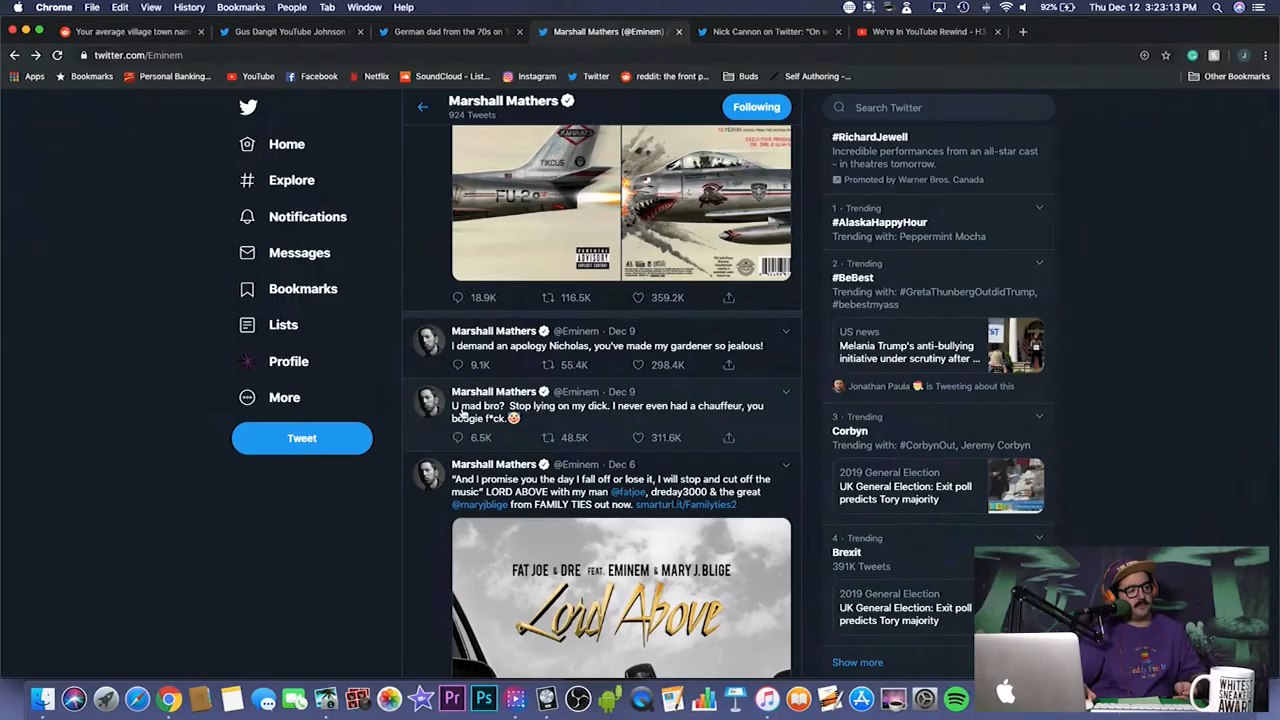 Chrome File Edit View History Bookmarks People Tab Window Help
92% Thu Dec 12 3:23:13 PM
Your average village town nam
Gus Dangit YouTube Johnson o
German dad from the 70s on T
Marshall Mathers (@Eminem) /
Nick Cannon on Twitter: "On w
We're In YouTube Rewind - H3
twitter.com/Eminem
Apps
Bookmarks
Personal Banking...
YouTube
Facebook
Netflix
SoundCloud - List...
Instagram
Twitter
reddit: the front p...
Buds
Self Authoring -...
Other Bookmarks
Home
Explore
Notifications
Messages
Bookmarks
Lists
Profile
More
Tweet
Marshall Mathers
924 Tweets
Following
KAMIKAZE
TIKCUS
FU-2
PARENTAL
ADVISORY
EXPLICIT CONTENT
18.9K 116.5K 359.2K
Marshall Mathers @Eminem · Dec 9
I demand an apology Nicholas, you've made my gardener so jealous!
9.1K 55.4K 298.4K
Marshall Mathers @Eminem · Dec 9
U mad bro? Stop lying on my dick. I never even had a chauffeur, you
bougie f*ck.🤡
6.5K 48.5K 311.6K
Marshall Mathers @Eminem · Dec 6
"And I promise you the day I fall off or lose it, I will stop and cut off the
music" LORD ABOVE with my man @fatjoe, dreday3000 & the great
@maryjblige from FAMILY TIES out now. smarturl.it/Familyties2
FAT JOE & DRE FEAT. EMINEM & MARY J. BLIGE
Lord Above
Search Twitter
#RichardJewell
Incredible performances from an all-star cast
- in theatres tomorrow.
Promoted by Warner Bros. Canada
1 · Trending
#AlaskaHappyHour
Trending with: Peppermint Mocha
2 · Trending
#BeBest
Trending with: #GretaThunbergOutdidTrump,
#bebestmyass
US news
Melania Trump's anti-bullying
initiative under scrutiny after ...
Jonathan Paula is Tweeting about this
3 · Trending
Corbyn
Trending with: #CorbynOut, Jeremy Corbyn
2019 General Election
UK General Election: Exit poll
predicts Tory majority
4 · Trending
Brexit
391K Tweets
2019 General Election
UK General Election: Exit poll
predicts Tory majority
Show more
WHITES
SNEAKERS
AWARD